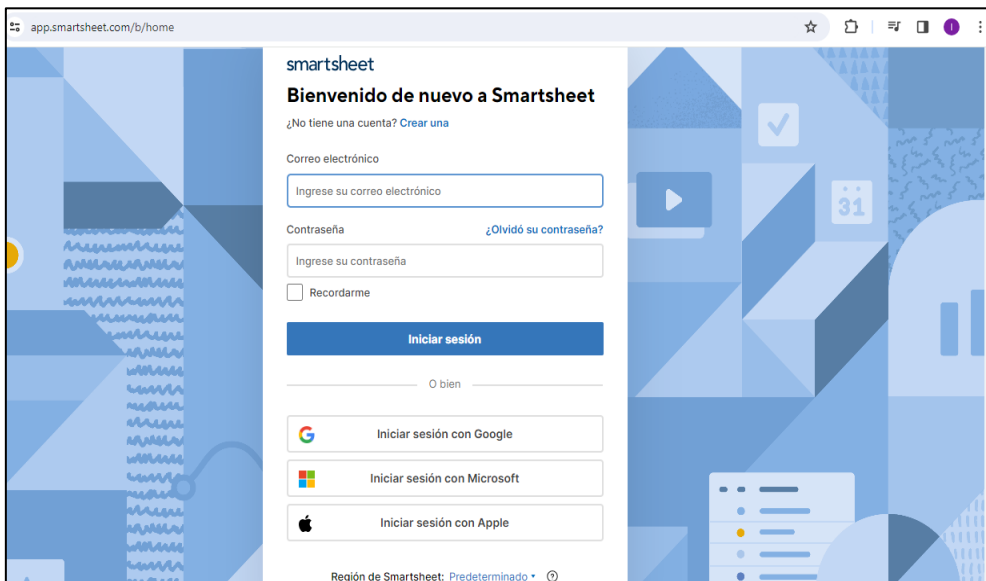 app.smartsheet.com/b/home
I
smartsheet
Bienvenido de nuevo a Smartsheet
¿No tiene una cuenta? Crear una
Correo electrónico
Ingrese su correo electrónico
Contraseña ¿Olvidó su contraseña?
Ingrese su contraseña
Recordarme
Iniciar sesión
O bien
Iniciar sesión con Google
Iniciar sesión con Microsoft
Iniciar sesión con Apple
Región de Smartsheet: Predeterminado
31